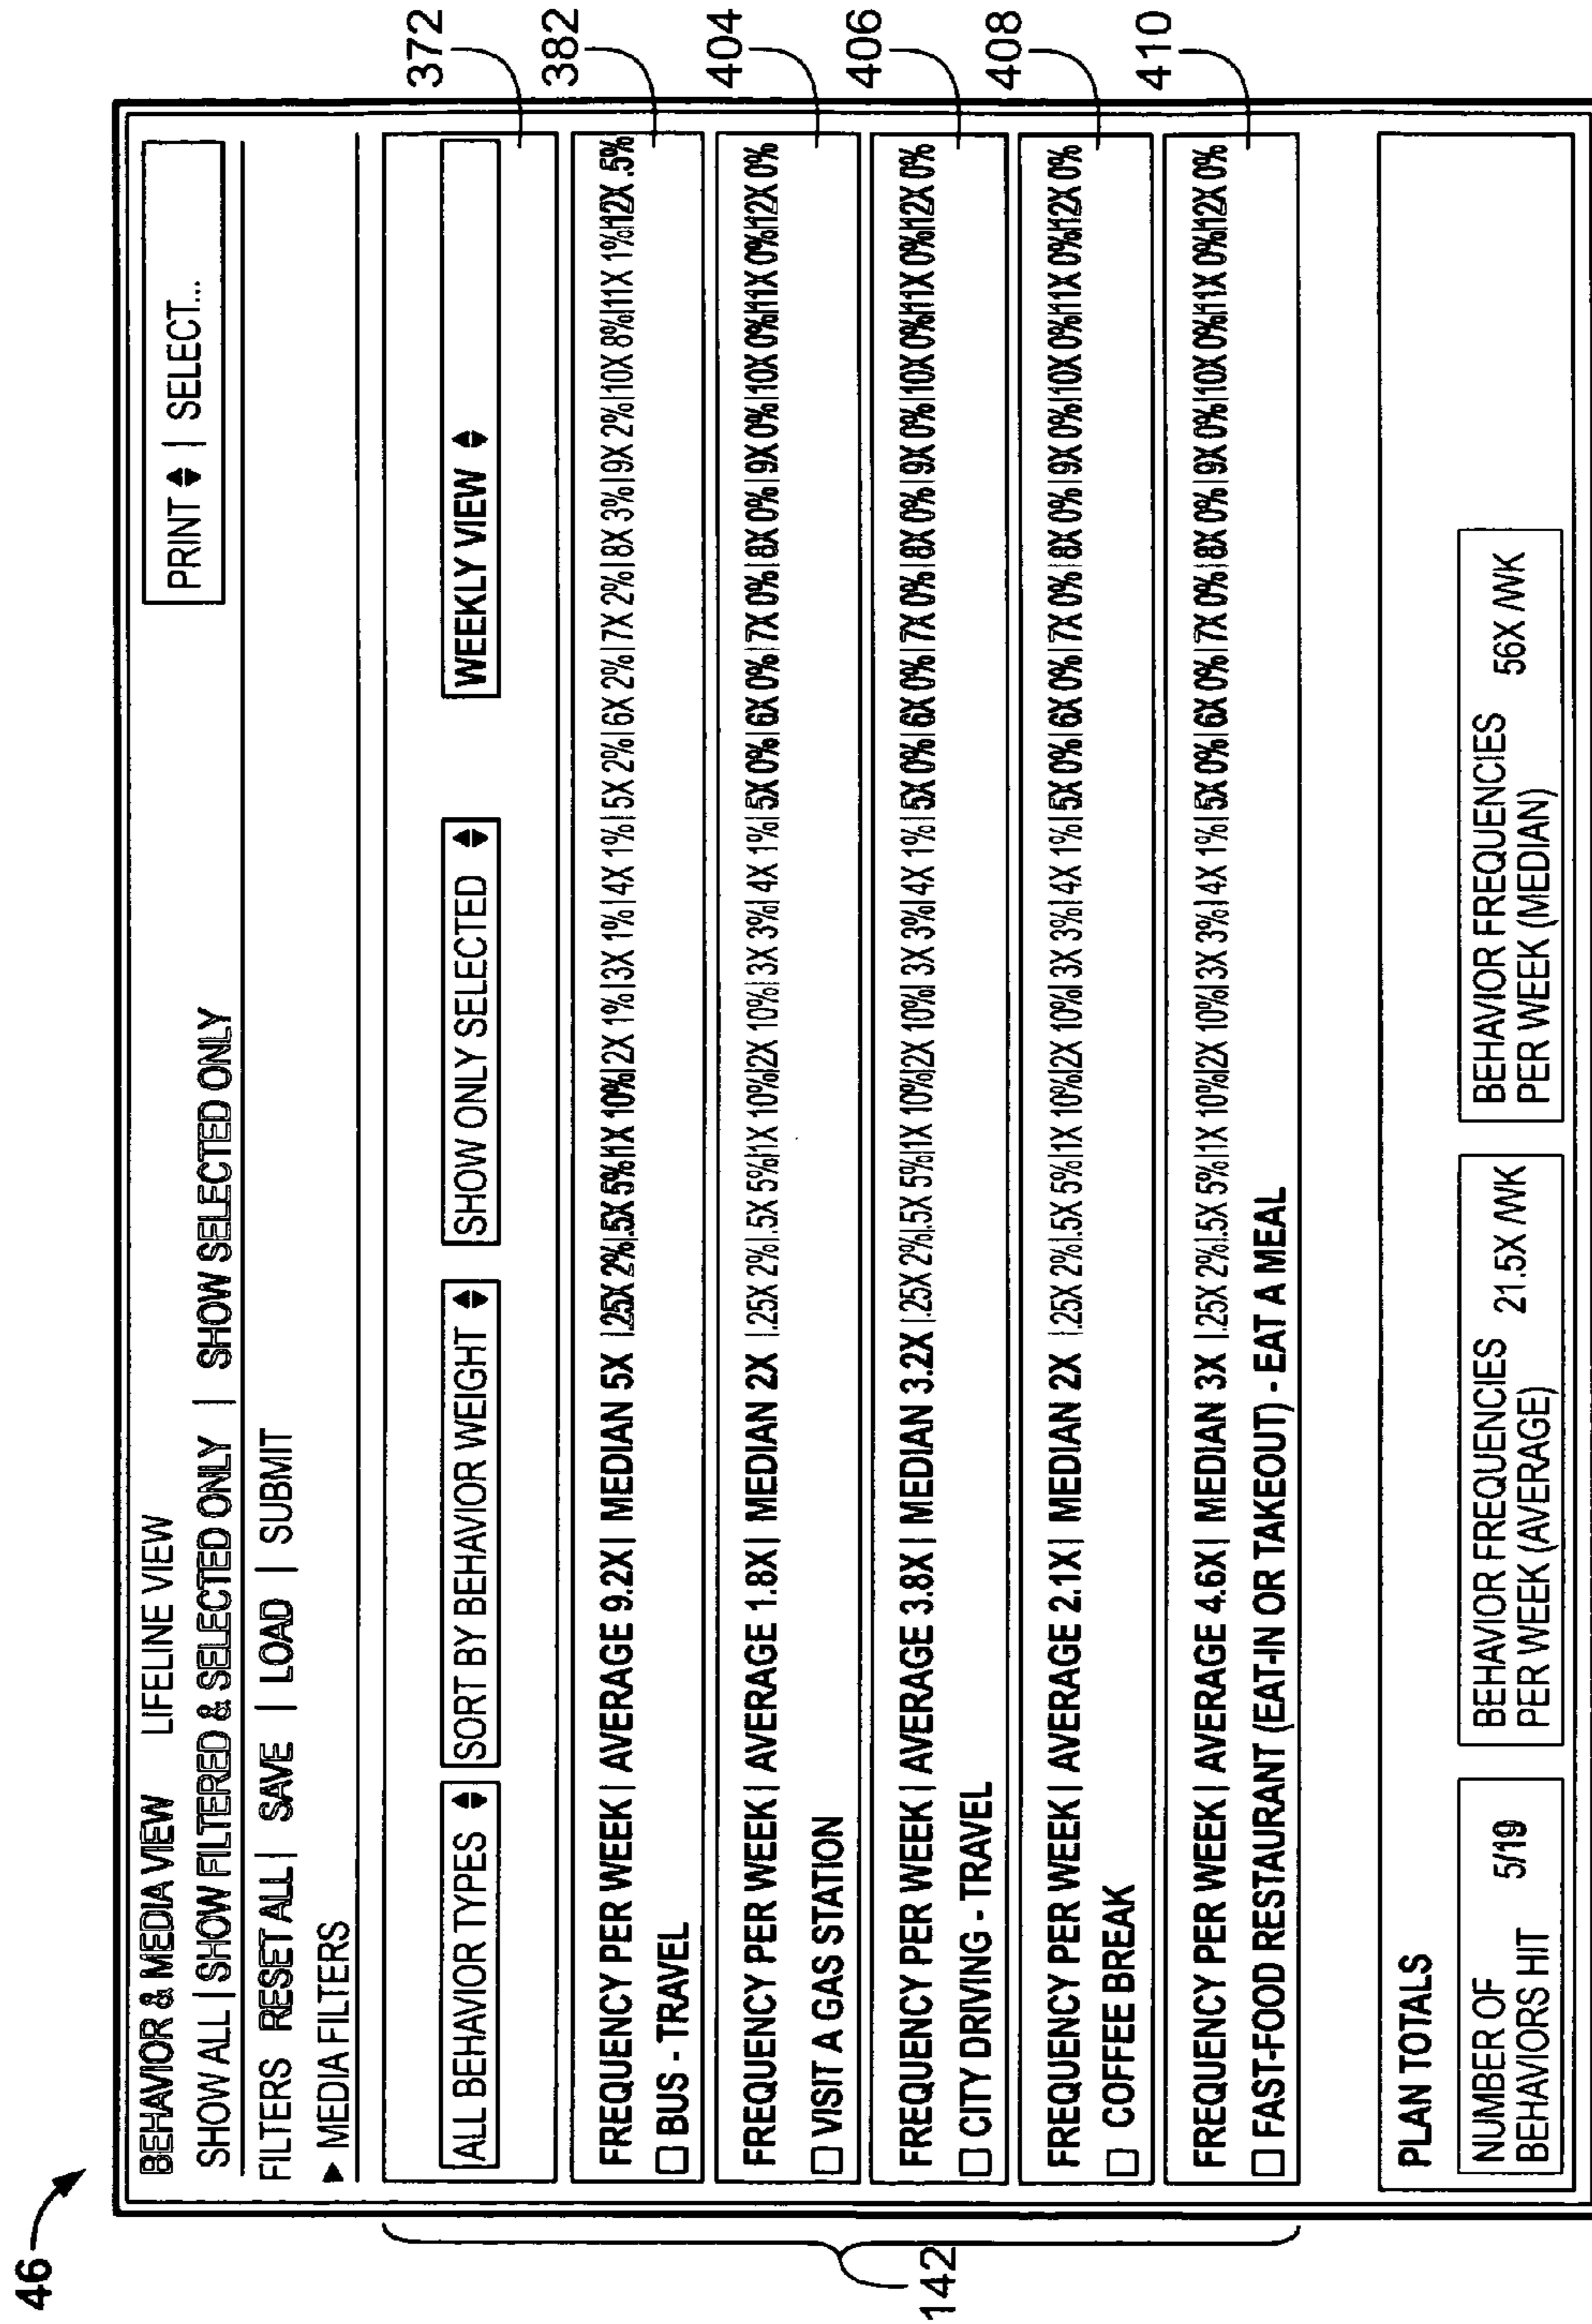 46
BEHAVIOR & MEDIA VIEW LIFELINE VIEW
PRINT | SELECT...
SHOW ALL | SHOW FILTERED & SELECTED ONLY | SHOW SELECTED ONLY
FILTERS RESET ALL | SAVE | LOAD | SUBMIT
▶ MEDIA FILTERS
ALL BEHAVIOR TYPES SORT BY BEHAVIOR WEIGHT SHOW ONLY SELECTED WEEKLY VIEW
372
FREQUENCY PER WEEK | AVERAGE 9.2X | MEDIAN 5X |.25X 2%|.5X 5%|1X 10%|2X 1%|3X 1%|4X 1%|5X 2%|6X 2%|7X 2%|8X 3%|9X 2%|10X 8%|11X 1%|12X .5%
☐ BUS - TRAVEL
382
FREQUENCY PER WEEK | AVERAGE 1.8X | MEDIAN 2X |.25X 2%|.5X 5%|1X 10%|2X 10%|3X 3%|4X 1%|5X 0%|6X 0%|7X 0%|8X 0%|9X 0%|10X 0%|11X 0%|12X 0%
☐ VISIT A GAS STATION
404
FREQUENCY PER WEEK | AVERAGE 3.8X | MEDIAN 3.2X |.25X 2%|.5X 5%|1X 10%|2X 10%|3X 3%|4X 1%|5X 0%|6X 0%|7X 0%|8X 0%|9X 0%|10X 0%|11X 0%|12X 0%
☐ CITY DRIVING - TRAVEL
406
FREQUENCY PER WEEK | AVERAGE 2.1X | MEDIAN 2X |.25X 2%|.5X 5%|1X 10%|2X 10%|3X 3%|4X 1%|5X 0%|6X 0%|7X 0%|8X 0%|9X 0%|10X 0%|11X 0%|12X 0%
☐ COFFEE BREAK
408
FREQUENCY PER WEEK | AVERAGE 4.6X | MEDIAN 3X |.25X 2%|.5X 5%|1X 10%|2X 10%|3X 3%|4X 1%|5X 0%|6X 0%|7X 0%|8X 0%|9X 0%|10X 0%|11X 0%|12X 0%
☐ FAST-FOOD RESTAURANT (EAT-IN OR TAKEOUT) - EAT A MEAL
410
142
PLAN TOTALS
NUMBER OF
BEHAVIORS HIT 5/19
BEHAVIOR FREQUENCIES
PER WEEK (AVERAGE) 21.5X /WK
BEHAVIOR FREQUENCIES
PER WEEK (MEDIAN) 56X /WK